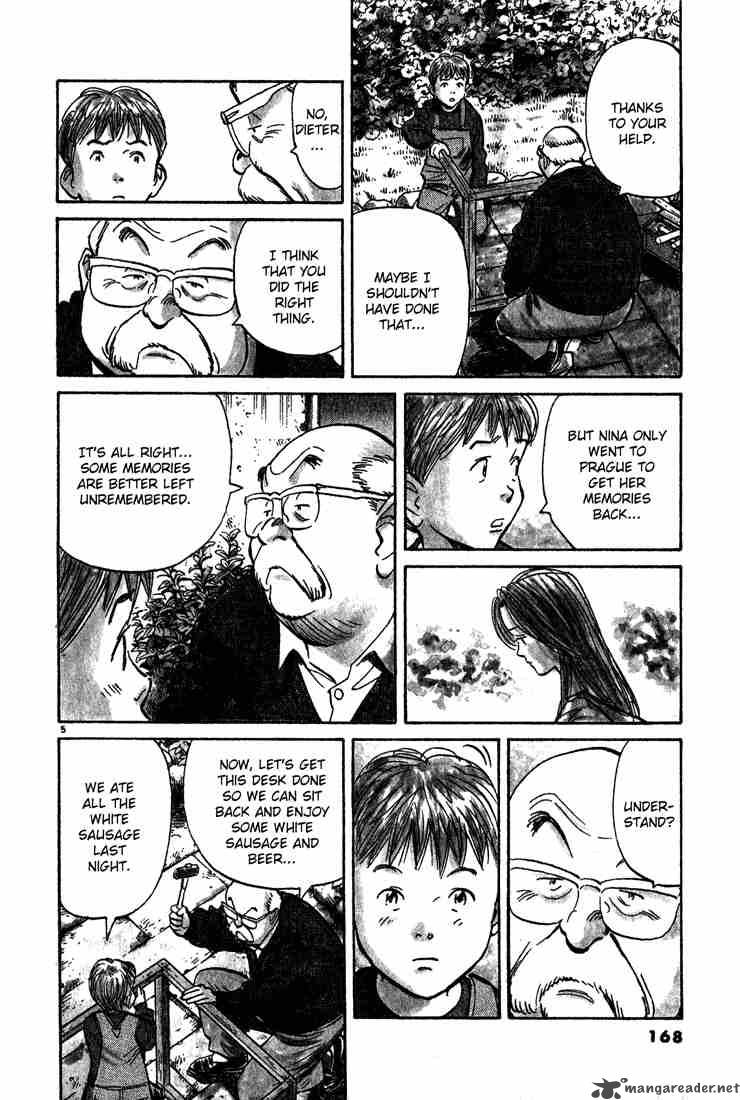 THANKS
TO YOUR
HELP.
MAYBE I
SHOULDN'T
HAVE DONE
THAT...
NO,
DIETER
...
I THINK
THAT YOU
DID THE
RIGHT
THING.
BUT NINA ONLY
WENT TO
PRAGUE TO
GET HER
MEMORIES
BACK...
IT'S ALL RIGHT...
SOME MEMORIES
ARE BETTER LEFT
UNREMEMBERED.
5
UNDER-
STAND?
NOW, LET'S GET
THIS DESK DONE
SO WE CAN SIT
BACK AND ENJOY
SOME WHITE
SAUSAGE AND
BEER...
WE ATE
ALL THE
WHITE
SAUSAGE
LAST
NIGHT.
168
mangareader.net